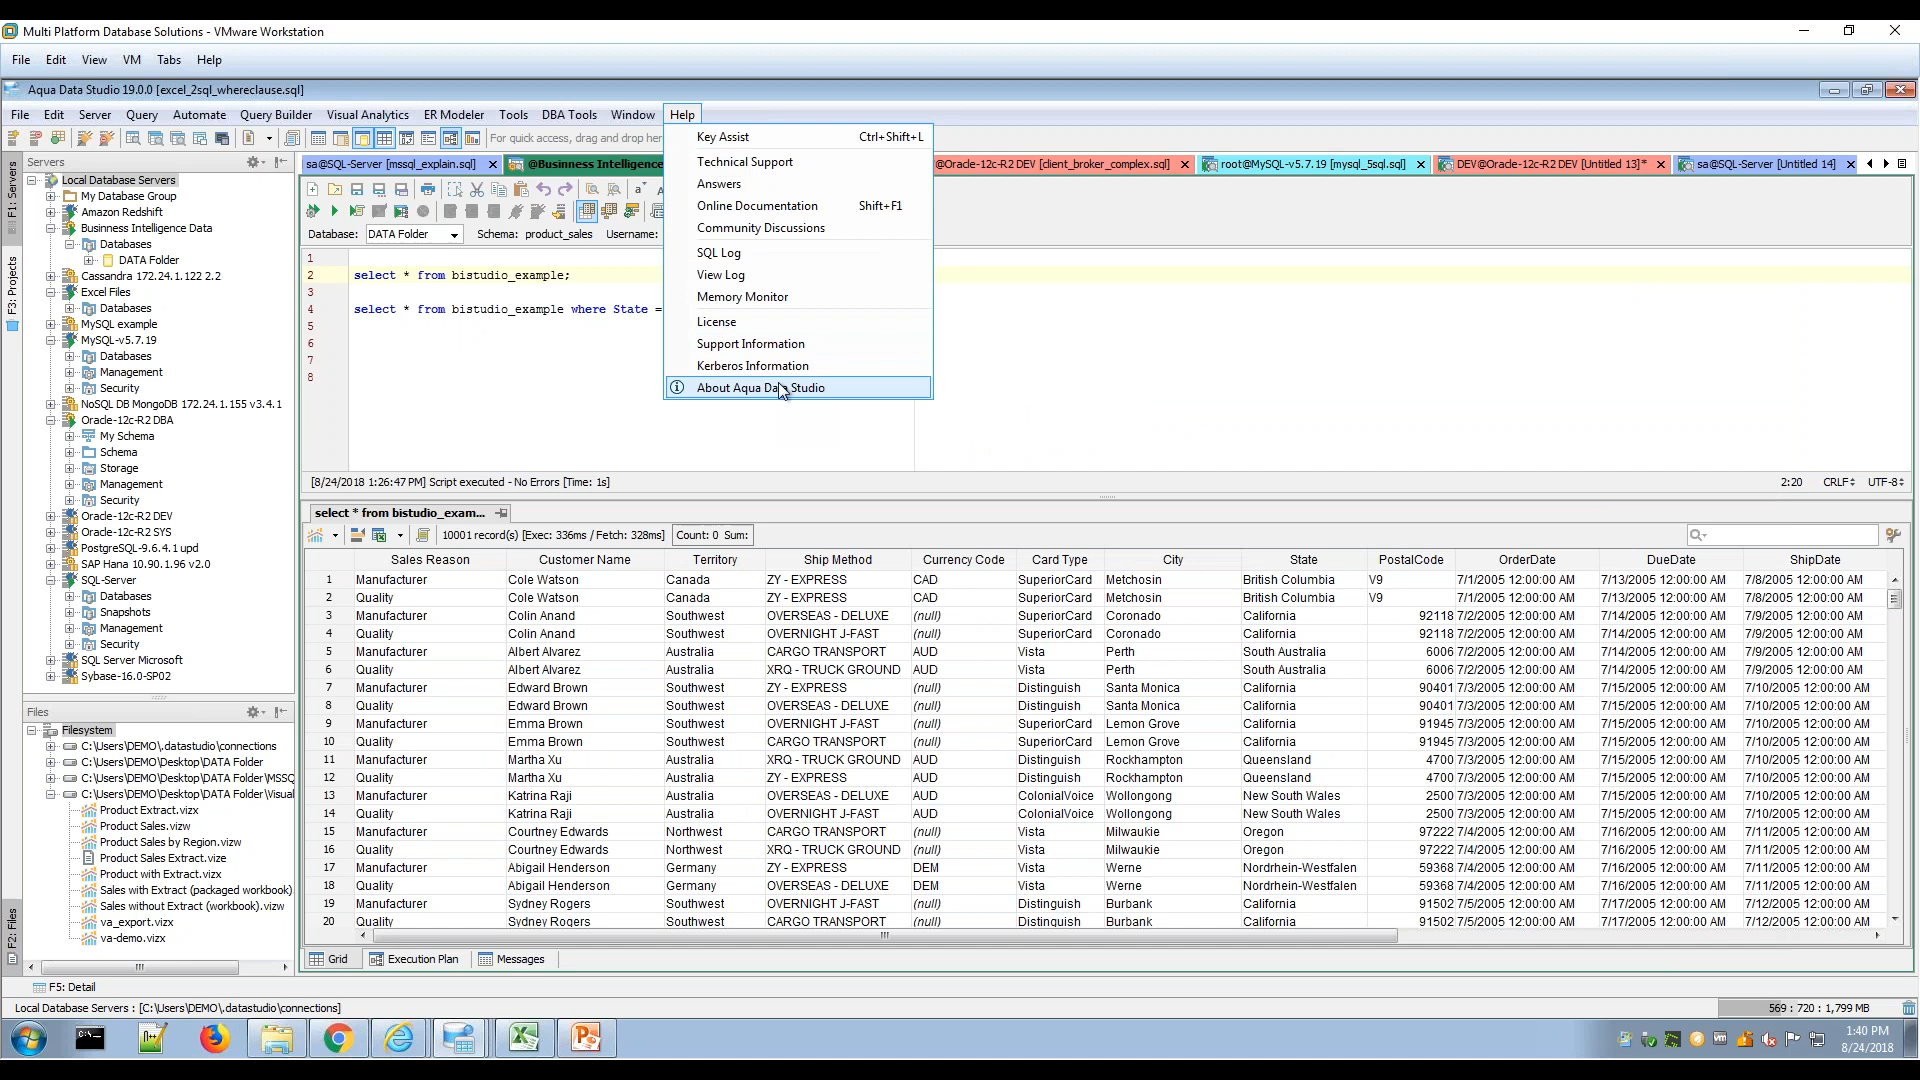 Multi Platform Database Solutions - VMware Workstation
File Edit View VM Tabs Help
Aqua Data Studio 19.0.0 [excel_2sql_whereclause.sql]
File Edit Server Query Automate Query Builder Visual Analytics ER Modeler Tools DBA Tools Window Help
For quick access, drag and drop here
Key Assist Ctrl+Shift+L
Technical Support
Answers
Online Documentation Shift+F1
Community Discussions
SQL Log
View Log
Memory Monitor
License
Support Information
Kerberos Information
About Aqua Data Studio
F1: Servers
F3: Projects
F2: Files
Servers
Local Database Servers
My Database Group
Amazon Redshift
Businness Intelligence Data
Databases
DATA Folder
Cassandra 172.24.1.122 2.2
Excel Files
Databases
MySQL example
MySQL-v5.7.19
Databases
Management
Security
NoSQL DB MongoDB 172.24.1.155 v3.4.1
Oracle-12c-R2 DBA
My Schema
Schema
Storage
Management
Security
Oracle-12c-R2 DEV
Oracle-12c-R2 SYS
PostgreSQL-9.6.4.1 upd
SAP Hana 10.90.1.96 v2.0
SQL-Server
Databases
Snapshots
Management
Security
SQL Server Microsoft
Sybase-16.0-SP02
Files
Filesystem
C:\Users\DEMO\.datastudio\connections
C:\Users\DEMO\Desktop\DATA Folder
C:\Users\DEMO\Desktop\DATA Folder\MSSQ
C:\Users\DEMO\Desktop\DATA Folder\Visual
Product Extract.vizx
Product Sales.vizw
Product Sales by Region.vizw
Product Sales Extract.vize
Product with Extract.vizx
Sales with Extract (packaged workbook)
Sales without Extract (workbook).vizw
va_export.vizx
va-demo.vizx
sa@SQL-Server [mssql_explain.sql] @Businness Intelligence @Oracle-12c-R2 DEV [client_broker_complex.sql] root@MySQL-v5.7.19 [mysql_5sql.sql] DEV@Oracle-12c-R2 DEV [Untitled 13]* sa@SQL-Server [Untitled 14]
Database: DATA Folder Schema: product_sales Username:
1
2 select * from bistudio_example;
3
4 select * from bistudio_example where State =
5
6
7
8
[8/24/2018 1:26:47 PM] Script executed - No Errors [Time: 1s] 2:20 CRLF UTF-8
select * from bistudio_exam...
10001 record(s) [Exec: 336ms / Fetch: 328ms] Count: 0 Sum:
Sales Reason Customer Name Territory Ship Method Currency Code Card Type City State PostalCode OrderDate DueDate ShipDate
1 Manufacturer Cole Watson Canada ZY - EXPRESS CAD SuperiorCard Metchosin British Columbia V9 7/1/2005 12:00:00 AM 7/13/2005 12:00:00 AM 7/8/2005 12:00:00 AM
2 Quality Cole Watson Canada ZY - EXPRESS CAD SuperiorCard Metchosin British Columbia V9 7/1/2005 12:00:00 AM 7/13/2005 12:00:00 AM 7/8/2005 12:00:00 AM
3 Manufacturer Colin Anand Southwest OVERSEAS - DELUXE (null) SuperiorCard Coronado California 92118 7/2/2005 12:00:00 AM 7/14/2005 12:00:00 AM 7/9/2005 12:00:00 AM
4 Quality Colin Anand Southwest OVERNIGHT J-FAST (null) SuperiorCard Coronado California 92118 7/2/2005 12:00:00 AM 7/14/2005 12:00:00 AM 7/9/2005 12:00:00 AM
5 Manufacturer Albert Alvarez Australia CARGO TRANSPORT AUD Vista Perth South Australia 6006 7/2/2005 12:00:00 AM 7/14/2005 12:00:00 AM 7/9/2005 12:00:00 AM
6 Quality Albert Alvarez Australia XRQ - TRUCK GROUND AUD Vista Perth South Australia 6006 7/2/2005 12:00:00 AM 7/14/2005 12:00:00 AM 7/9/2005 12:00:00 AM
7 Manufacturer Edward Brown Southwest ZY - EXPRESS (null) Distinguish Santa Monica California 90401 7/3/2005 12:00:00 AM 7/15/2005 12:00:00 AM 7/10/2005 12:00:00 AM
8 Quality Edward Brown Southwest OVERSEAS - DELUXE (null) Distinguish Santa Monica California 90401 7/3/2005 12:00:00 AM 7/15/2005 12:00:00 AM 7/10/2005 12:00:00 AM
9 Manufacturer Emma Brown Southwest OVERNIGHT J-FAST (null) SuperiorCard Lemon Grove California 91945 7/3/2005 12:00:00 AM 7/15/2005 12:00:00 AM 7/10/2005 12:00:00 AM
10 Quality Emma Brown Southwest CARGO TRANSPORT (null) SuperiorCard Lemon Grove California 91945 7/3/2005 12:00:00 AM 7/15/2005 12:00:00 AM 7/10/2005 12:00:00 AM
11 Manufacturer Martha Xu Australia XRQ - TRUCK GROUND AUD Distinguish Rockhampton Queensland 4700 7/3/2005 12:00:00 AM 7/15/2005 12:00:00 AM 7/10/2005 12:00:00 AM
12 Quality Martha Xu Australia ZY - EXPRESS AUD Distinguish Rockhampton Queensland 4700 7/3/2005 12:00:00 AM 7/15/2005 12:00:00 AM 7/10/2005 12:00:00 AM
13 Manufacturer Katrina Raji Australia OVERSEAS - DELUXE AUD ColonialVoice Wollongong New South Wales 2500 7/3/2005 12:00:00 AM 7/15/2005 12:00:00 AM 7/10/2005 12:00:00 AM
14 Quality Katrina Raji Australia OVERNIGHT J-FAST AUD ColonialVoice Wollongong New South Wales 2500 7/3/2005 12:00:00 AM 7/15/2005 12:00:00 AM 7/10/2005 12:00:00 AM
15 Manufacturer Courtney Edwards Northwest CARGO TRANSPORT (null) Vista Milwaukie Oregon 97222 7/4/2005 12:00:00 AM 7/16/2005 12:00:00 AM 7/11/2005 12:00:00 AM
16 Quality Courtney Edwards Northwest XRQ - TRUCK GROUND (null) Vista Milwaukie Oregon 97222 7/4/2005 12:00:00 AM 7/16/2005 12:00:00 AM 7/11/2005 12:00:00 AM
17 Manufacturer Abigail Henderson Germany ZY - EXPRESS DEM Vista Werne Nordrhein-Westfalen 59368 7/4/2005 12:00:00 AM 7/16/2005 12:00:00 AM 7/11/2005 12:00:00 AM
18 Quality Abigail Henderson Germany OVERSEAS - DELUXE DEM Vista Werne Nordrhein-Westfalen 59368 7/4/2005 12:00:00 AM 7/16/2005 12:00:00 AM 7/11/2005 12:00:00 AM
19 Manufacturer Sydney Rogers Southwest OVERNIGHT J-FAST (null) Distinguish Burbank California 91502 7/5/2005 12:00:00 AM 7/17/2005 12:00:00 AM 7/12/2005 12:00:00 AM
20 Quality Sydney Rogers Southwest CARGO TRANSPORT (null) Distinguish Burbank California 91502 7/5/2005 12:00:00 AM 7/17/2005 12:00:00 AM 7/12/2005 12:00:00 AM
Grid Execution Plan Messages
F5: Detail
Local Database Servers : [C:\Users\DEMO\.datastudio\connections] 569 : 720 : 1,799 MB
1:40 PM
8/24/2018